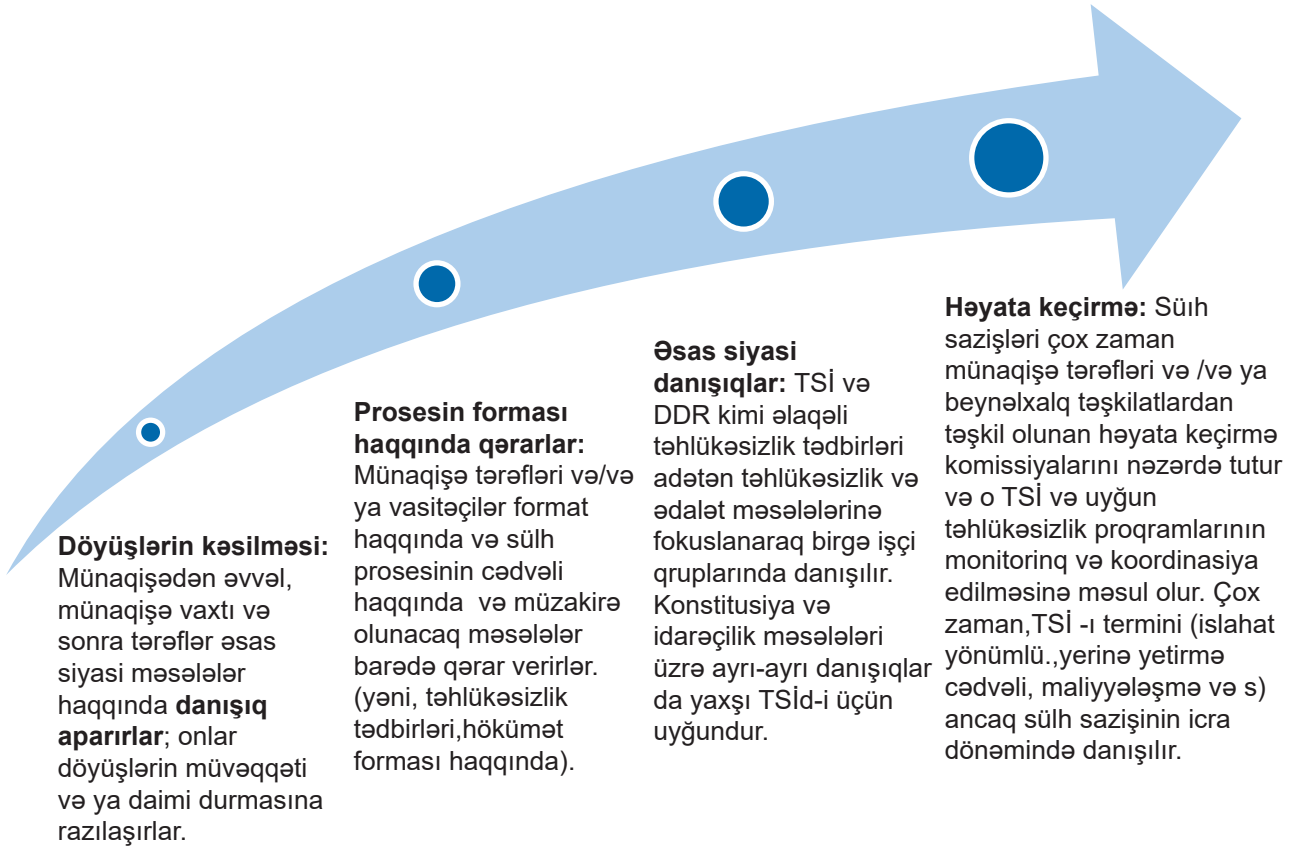 Döyüşlərin kəsilməsi:
Münaqişədən əvvəl,
münaqişə vaxtı və
sonra tərəflər əsas
siyasi məsələlər
haqqında danışıq
aparırlar; onlar
döyüşlərin müvəqqəti
və ya daimi durmasına
razılaşırlar.
Prosesin forması
haqqında qərarlar:
Münaqişə tərəfləri və/və
ya vasitəçilər format
haqqında və sülh
prosesinin cədvəli
haqqında  və müzakirə
olunacaq məsələlər
barədə qərar verirlər.
(yəni, təhlükəsizlik
tədbirləri,hökümət
forması haqqında).
Əsas siyasi
danışıqlar: TSİ və
DDR kimi əlaqəli
təhlükəsizlik tədbirləri
adətən təhlükəsizlik və
ədalət məsələlərinə
fokuslanaraq birgə işçi
qruplarında danışılır.
Konstitusiya və
idarəçilik məsələləri
üzrə ayrı-ayrı danışıqlar
da yaxşı TSİd-i üçün
uyğundur.
Həyata keçirmə: Süıh
sazişləri çox zaman
münaqişə tərəfləri və /və ya
beynəlxalq təşkilatlardan
təşkil olunan həyata keçirmə
komissiyalarını nəzərdə tutur
və o TSİ və uyğun
təhlükəsizlik proqramlarının
monitorinq və koordinasiya
edilməsinə məsul olur. Çox
zaman,TSİ -ı termini (islahat
yönümlü.,yerinə yetirmə
cədvəli, maliyyələşmə və s)
ancaq sülh sazişinin icra
dönəmində danışılır.